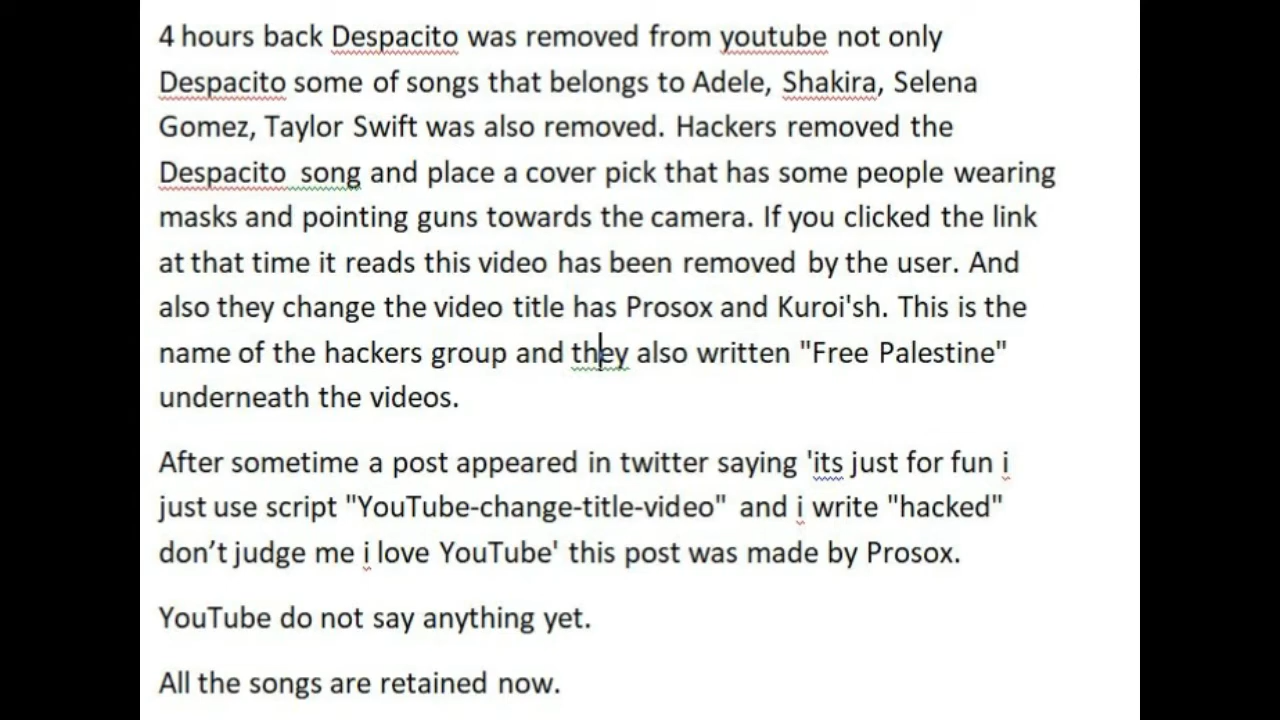 4 hours back Despacito was removed from youtube not only
Despacito some of songs that belongs to Adele, Shakira, Selena
Gomez, Taylor Swift was also removed. Hackers removed the
Despacito song and place a cover pick that has some people wearing
masks and pointing guns towards the camera. If you clicked the link
at that time it reads this video has been removed by the user. And
also they change the video title has Prosox and Kuroi'sh. This is the
name of the hackers group and they also written "Free Palestine"
underneath the videos.
After sometime a post appeared in twitter saying 'its just for fun i
just use script "YouTube-change-title-video" and i write "hacked"
don’t judge me i love YouTube' this post was made by Prosox.
YouTube do not say anything yet.
All the songs are retained now.